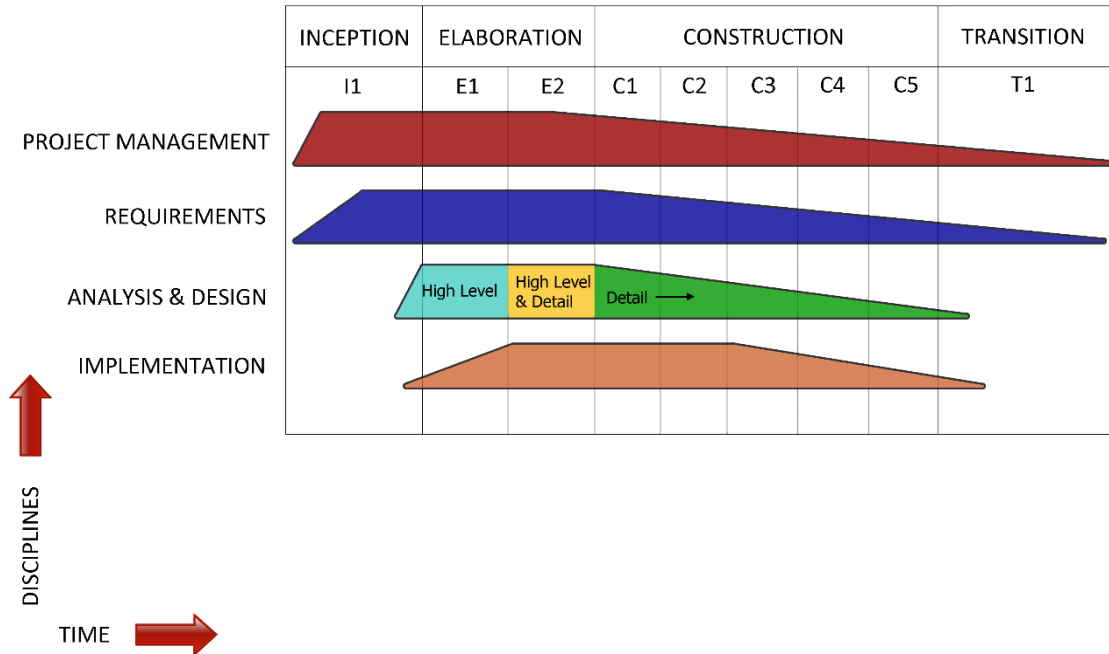 INCEPTION ELABORATION CONSTRUCTION TRANSITION
I1 E1 E2 C1 C2 C3 C4 C5 T1
PROJECT MANAGEMENT
REQUIREMENTS
ANALYSIS & DESIGN
High Level
High Level
& Detail
Detail
IMPLEMENTATION
DISCIPLINES
TIME